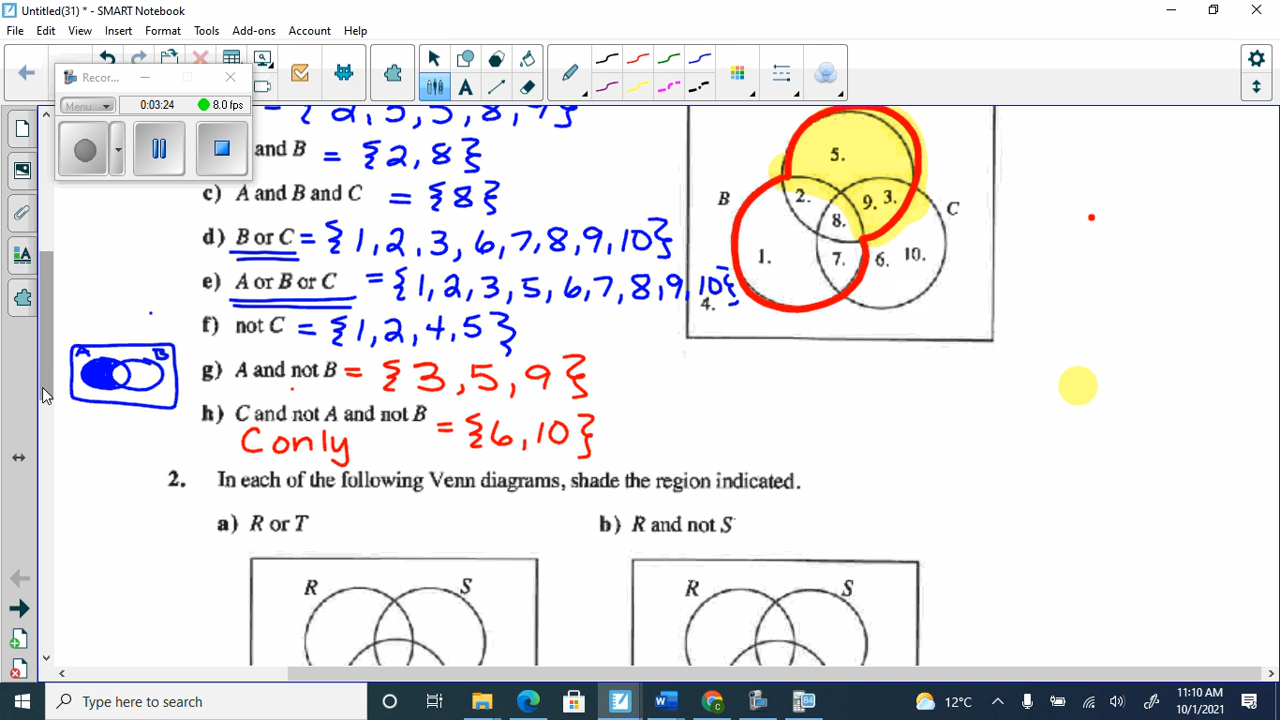 Untitled(31) * - SMART Notebook
File Edit View Insert Format Tools Add-ons Account Help
Recor...
Menu 0:03:24 8.0 fps
and B = {2,8}
c) A and B and C = {8}
d) B or C = {1,2,3,6,7,8,9,10}
e) A or B or C = {1,2,3,5,6,7,8,9,10}
f) not C = {1,2,4,5}
g) A and not B = {3,5,9}
h) C and not A and not B = {6,10}
C only
A B
5.
B 2. 9. 3. C
8.
1. 7. 6. 10.
4.
2. In each of the following Venn diagrams, shade the region indicated.
a) R or T b) R and not S
R S R S
Type here to search
12°C
11:10 AM
10/1/2021